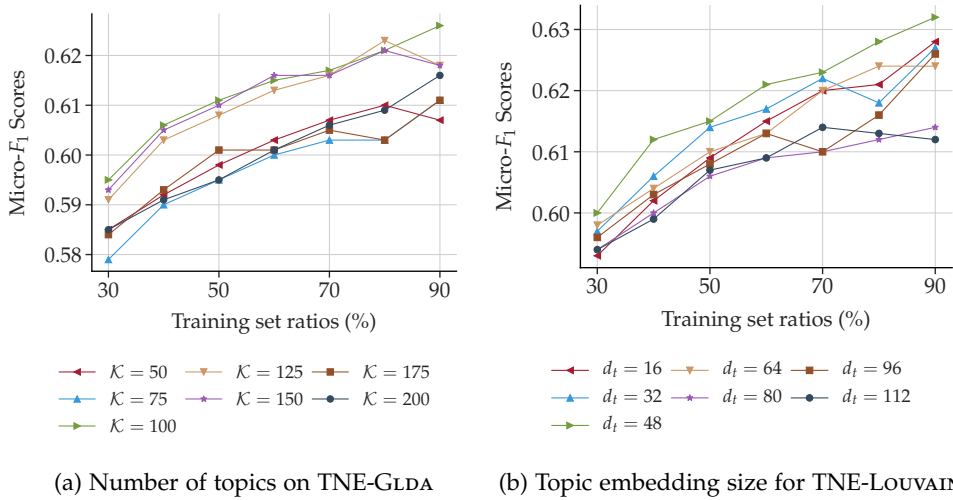 0.62
0.61
0.60
0.59
0.58
Micro-F₁ Scores
30 50 70 90
Training set ratios (%)
𝒦 = 50 𝒦 = 125 𝒦 = 175
𝒦 = 75 𝒦 = 150 𝒦 = 200
𝒦 = 100
(a) Number of topics on TNE-GLDA
0.63
0.62
0.61
0.60
Micro-F₁ Scores
30 50 70 90
Training set ratios (%)
dₜ = 16 dₜ = 64 dₜ = 96
dₜ = 32 dₜ = 80 dₜ = 112
dₜ = 48
(b) Topic embedding size for TNE-LOUVAIN